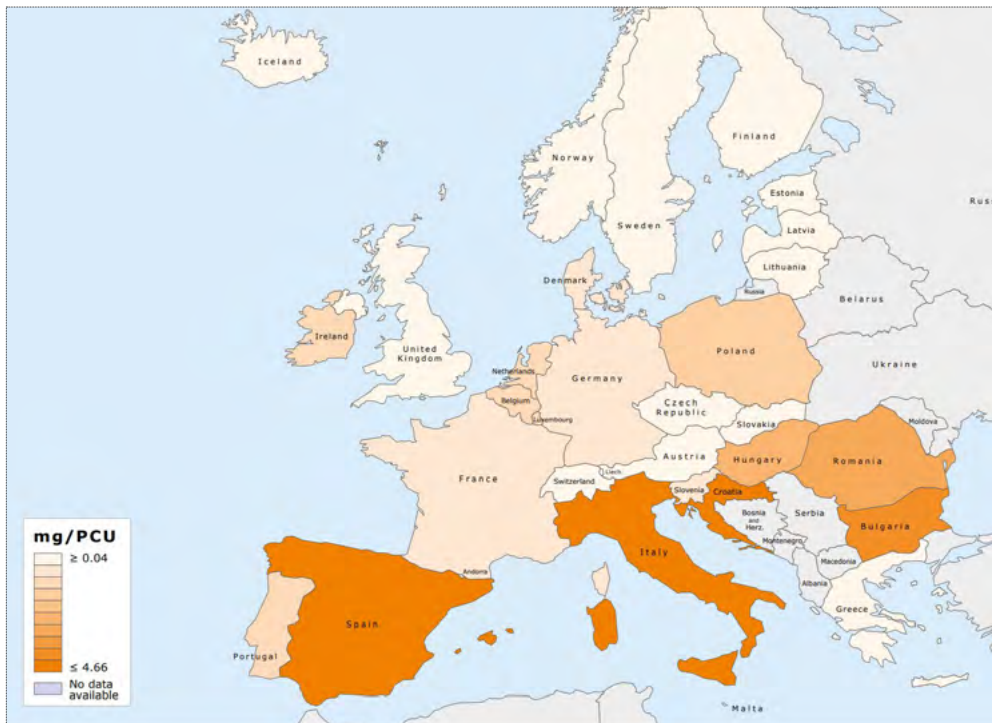 Iceland
Norway
Sweden
Finland
Estonia
Latvia
Lithuania
Russia
Belarus
Denmark
Ireland
United
Kingdom
Netherlands
Belgium
Luxembourg
Germany
Poland
Ukraine
Czech
Republic
Slovakia
Moldova
Austria
Liech.
Switzerland
Hungary
Romania
France
Slovenia
Croatia
Bosnia
and
Herz.
Serbia
Bulgaria
Montenegro
Macedonia
Albania
Italy
Andorra
Spain
Portugal
Greece
Malta
mg/PCU
≥ 0.04
≤ 4.66
No data
available